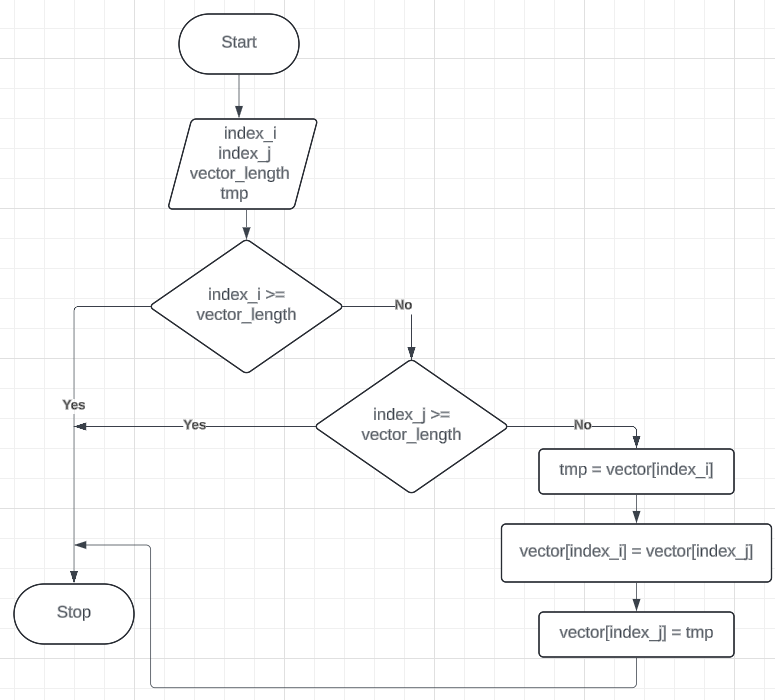 Start
index_i
index_j
vector_length
tmp
index_i >=
vector_length
No
Yes
index_j >=
vector_length
Yes
No
tmp = vector[index_i]
vector[index_i] = vector[index_j]
vector[index_j] = tmp
Stop